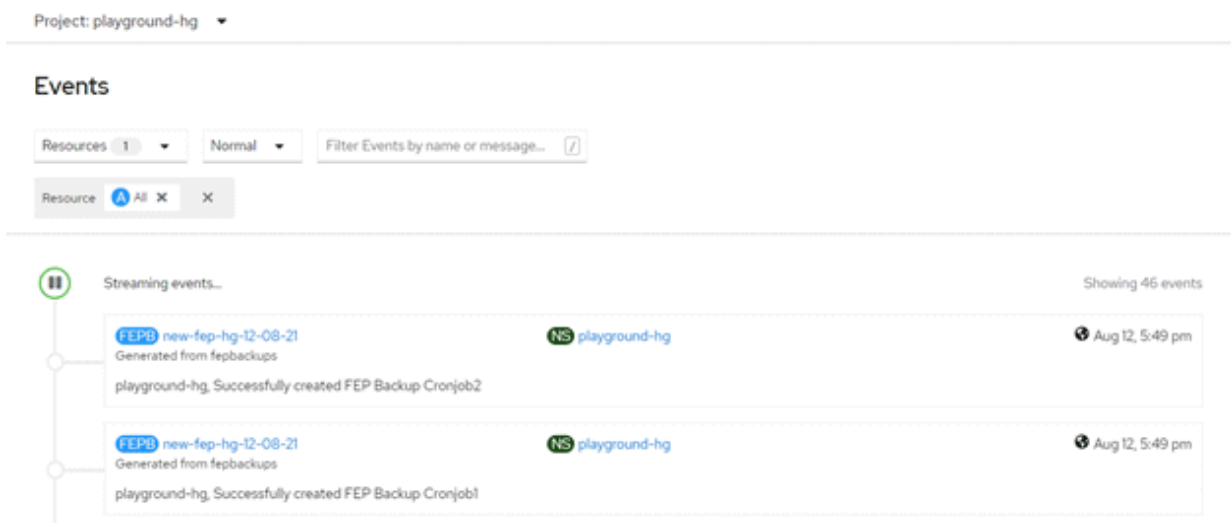 Project: playground-hg
Events
Resources 1 Normal Filter Events by name or message... /
Resource A All
Streaming events... Showing 46 events
FEPB new-fep-hg-12-08-21 NS playground-hg Aug 12, 5:49 pm
Generated from fepbackups
playground-hg, Successfully created FEP Backup Cronjob2
FEPB new-fep-hg-12-08-21 NS playground-hg Aug 12, 5:49 pm
Generated from fepbackups
playground-hg, Successfully created FEP Backup Cronjob1